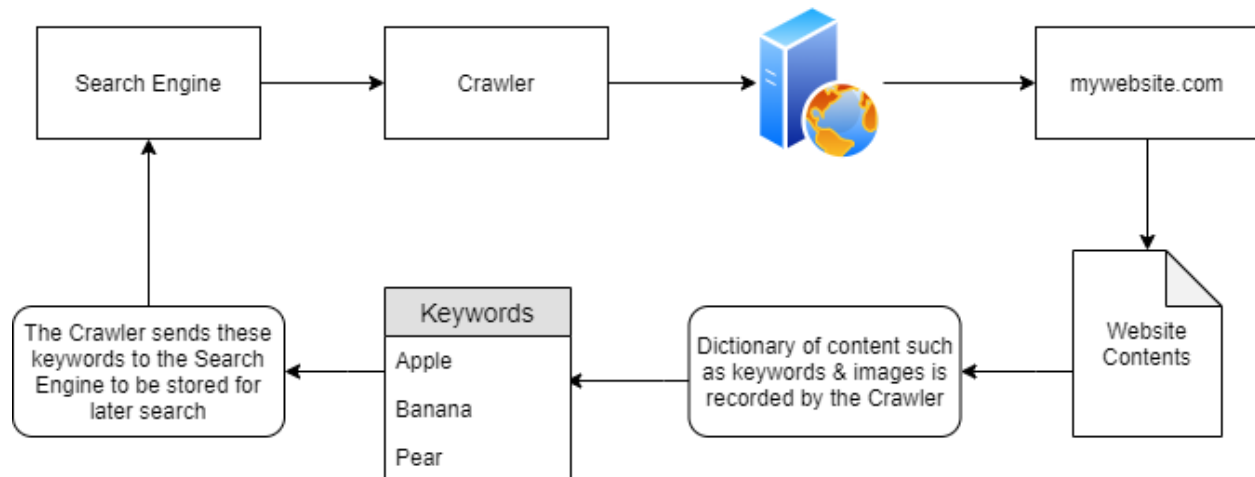 Search Engine
Crawler
mywebsite.com
The Crawler sends these
keywords to the Search
Engine to be stored for
later search
Keywords
Apple
Banana
Pear
Dictionary of content such
as keywords & images is
recorded by the Crawler
Website
Contents